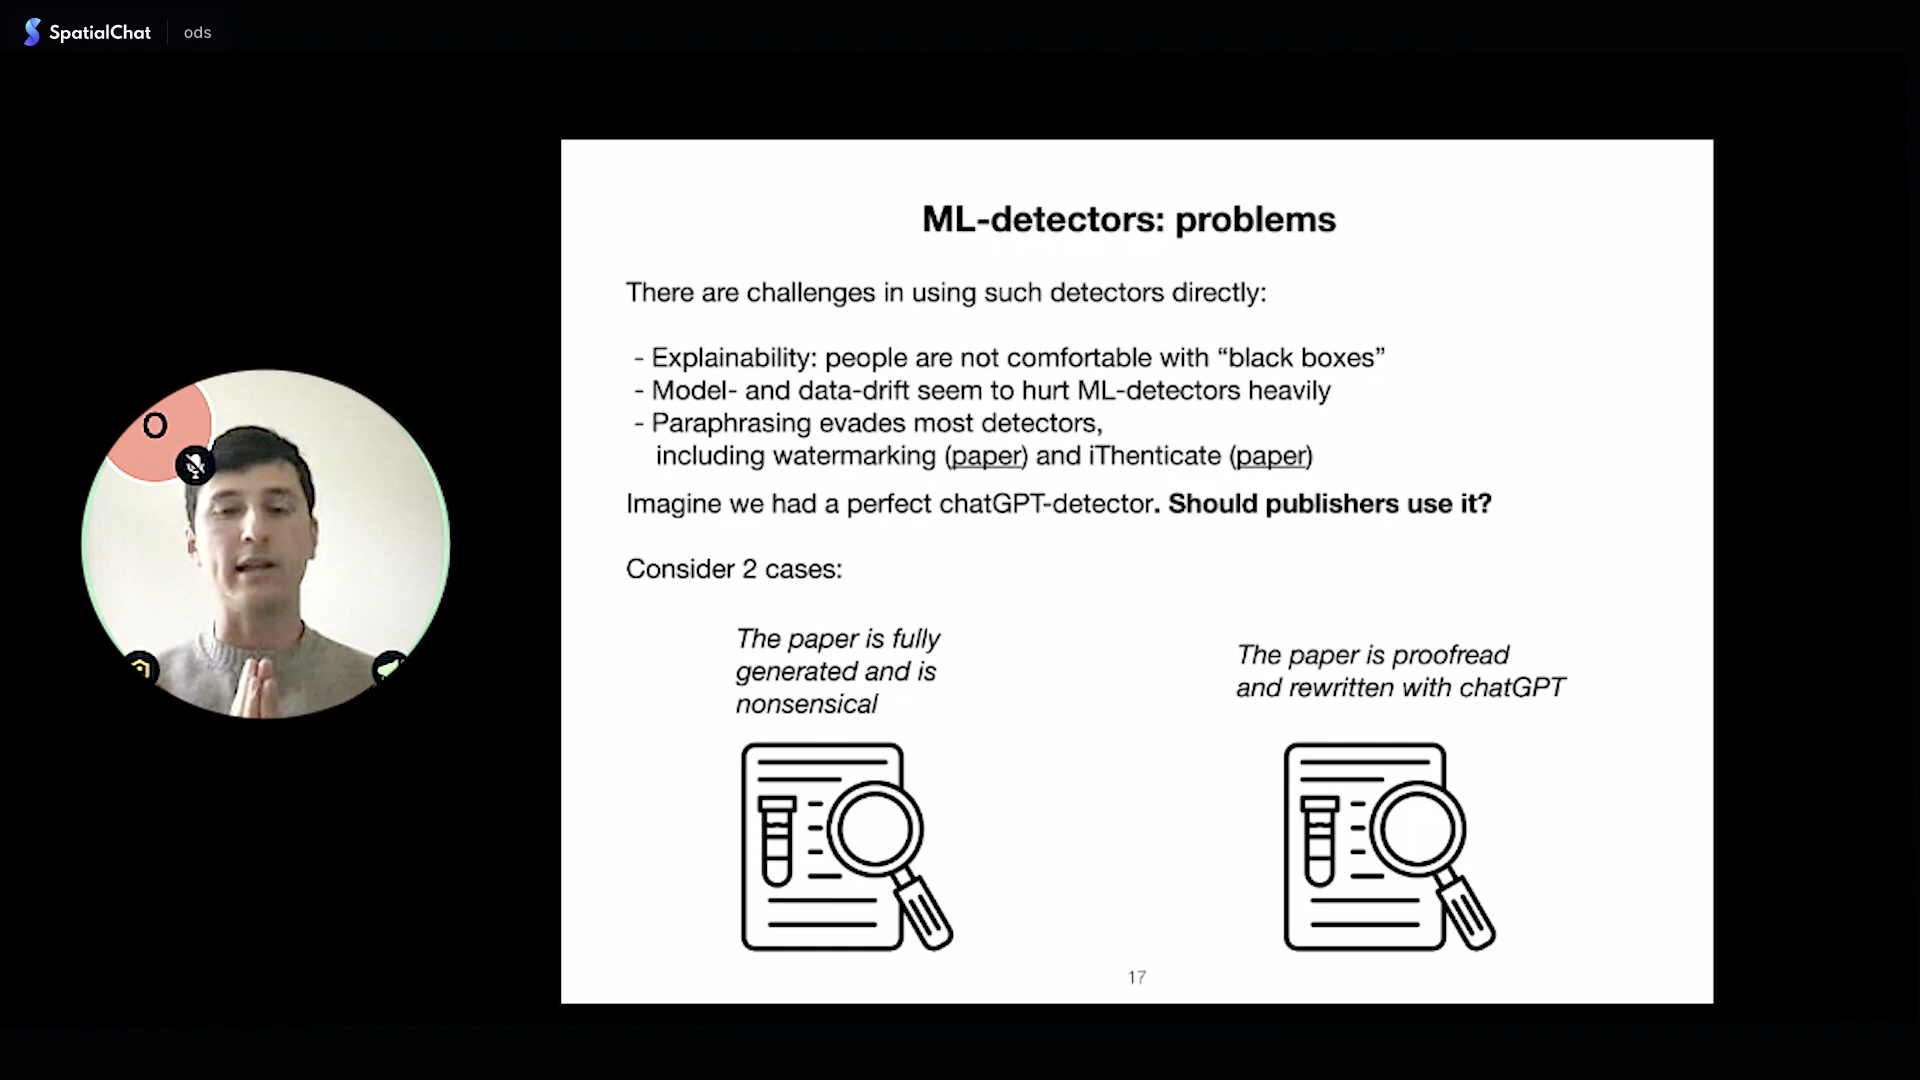 SpatialChat
ods
O
ML-detectors: problems
There are challenges in using such detectors directly:
- Explainability: people are not comfortable with “black boxes”
- Model- and data-drift seem to hurt ML-detectors heavily
- Paraphrasing evades most detectors,
including watermarking (paper) and iThenticate (paper)
Imagine we had a perfect chatGPT-detector. Should publishers use it?
Consider 2 cases:
The paper is fully
generated and is
nonsensical
The paper is proofread
and rewritten with chatGPT
17